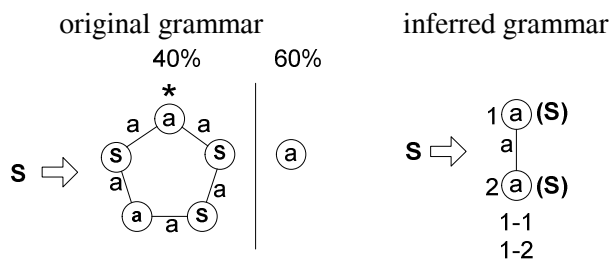 original grammar
inferred grammar
40%
60%
*
a
a
a
S
S
a
a
a
S
a
a
S
1 a (S)
a
S
2 a (S)
1-1
1-2